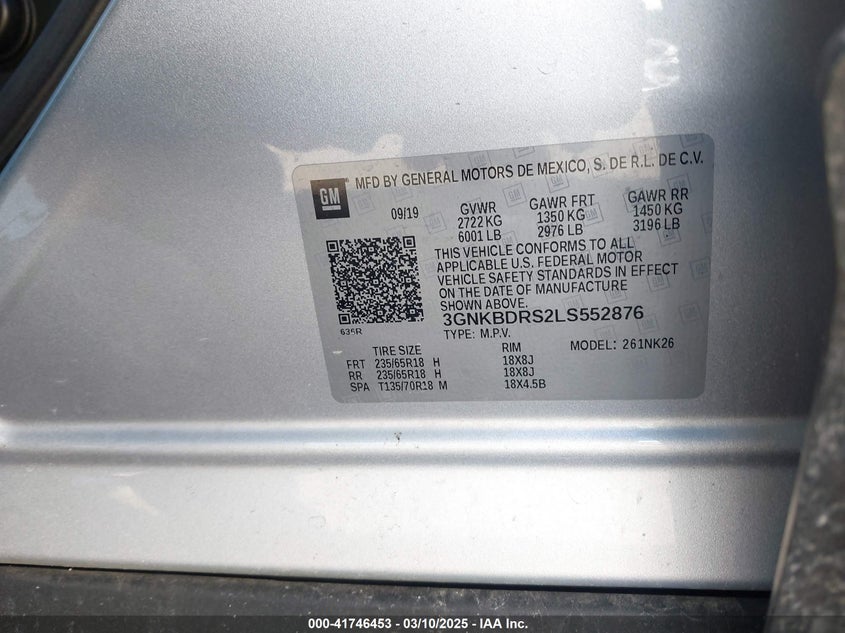 MFD BY GENERAL MOTORS DE MEXICO, S. DE R.L. DE C.V.
GM
09/19 GVWR GAWR FRT GAWR RR
2722 KG 1350 KG 1450 KG
6001 LB 2976 LB 3196 LB
THIS VEHICLE CONFORMS TO ALL
APPLICABLE U.S. FEDERAL MOTOR
VEHICLE SAFETY STANDARDS IN EFFECT
ON THE DATE OF MANUFACTURE
SHOWN ABOVE.
635R
3GNKBDRS2LS552876
TYPE: M.P.V. MODEL: 261NK26
TIRE SIZE RIM
FRT 235/65R18 H 18X8J
RR 235/65R18 H 18X8J
SPA T135/70R18 M 18X4.5B
000-41746453 - 03/10/2025 - IAA Inc.